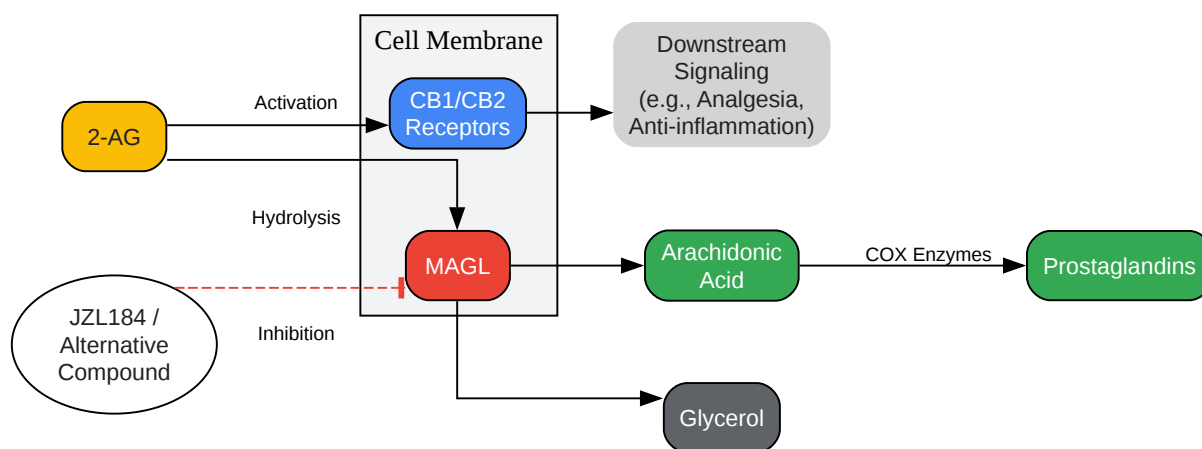 Cell Membrane
Downstream
Signaling
(e.g., Analgesia,
Anti-inflammation)
Activation
CB1/CB2
Receptors
2-AG
Hydrolysis
MAGL
Arachidonic
Acid
COX Enzymes
Prostaglandins
JZL184 /
Alternative
Compound
Inhibition
Glycerol